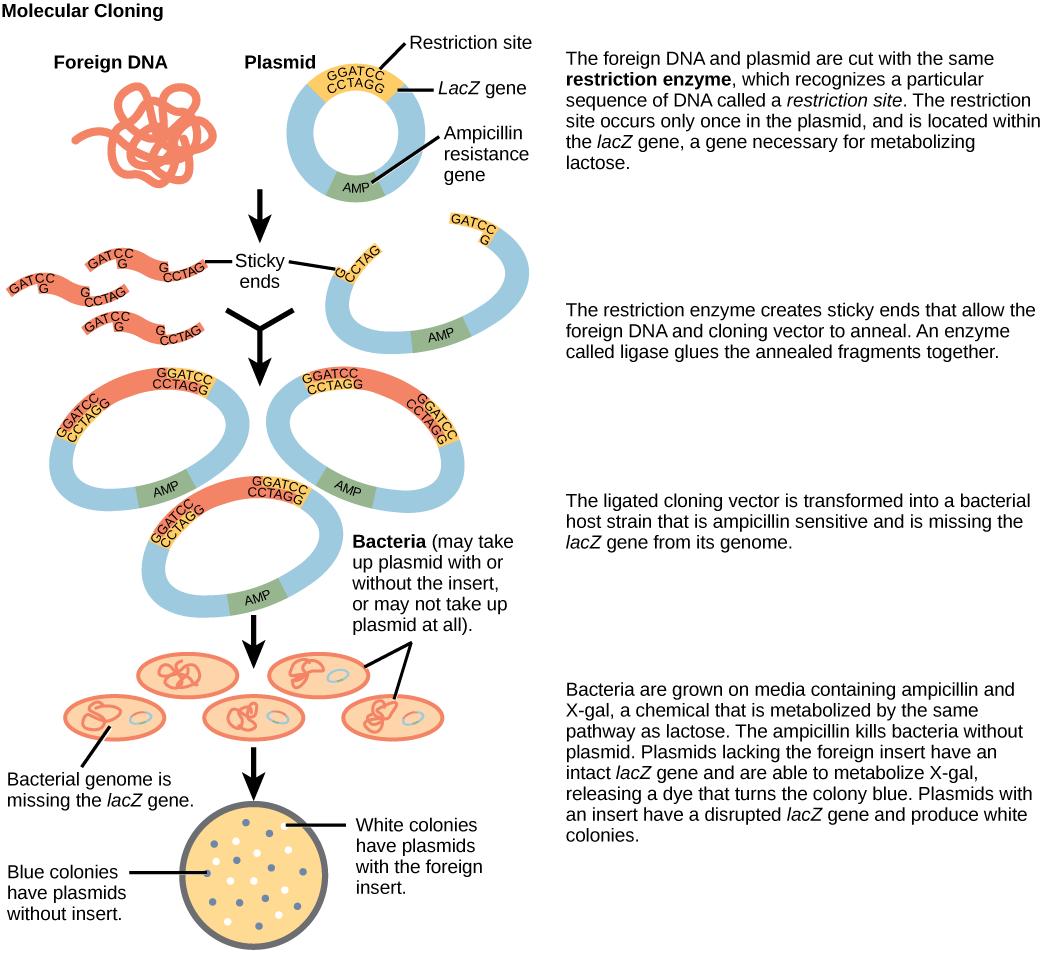 Molecular Cloning
Foreign DNA
Plasmid
Restriction site
GGATCC
CCTAGG
LacZ gene
Ampicillin
resistance
gene
AMP
The foreign DNA and plasmid are cut with the same
restriction enzyme, which recognizes a particular
sequence of DNA called a restriction site. The restriction
site occurs only once in the plasmid, and is located within
the lacZ gene, a gene necessary for metabolizing
lactose.
GATCC
G
G
CCTAG
GATCC
G
G
CCTAG
GATCC
G
G
CCTAG
Sticky
ends
G
CCTAG
GATCC
G
AMP
The restriction enzyme creates sticky ends that allow the
foreign DNA and cloning vector to anneal. An enzyme
called ligase glues the annealed fragments together.
GGATCC
CCTAGG
GGATCC
CCTAGG
AMP
GGATCC
CCTAGG
GGATCC
CCTAGG
AMP
GGATCC
CCTAGG
GGATCC
CCTAGG
AMP
The ligated cloning vector is transformed into a bacterial
host strain that is ampicillin sensitive and is missing the
lacZ gene from its genome.
Bacteria (may take
up plasmid with or
without the insert,
or may not take up
plasmid at all).
Bacterial genome is
missing the lacZ gene.
Bacteria are grown on media containing ampicillin and
X-gal, a chemical that is metabolized by the same
pathway as lactose. The ampicillin kills bacteria without
plasmid. Plasmids lacking the foreign insert have an
intact lacZ gene and are able to metabolize X-gal,
releasing a dye that turns the colony blue. Plasmids with
an insert have a disrupted lacZ gene and produce white
colonies.
White colonies
have plasmids
with the foreign
insert.
Blue colonies
have plasmids
without insert.